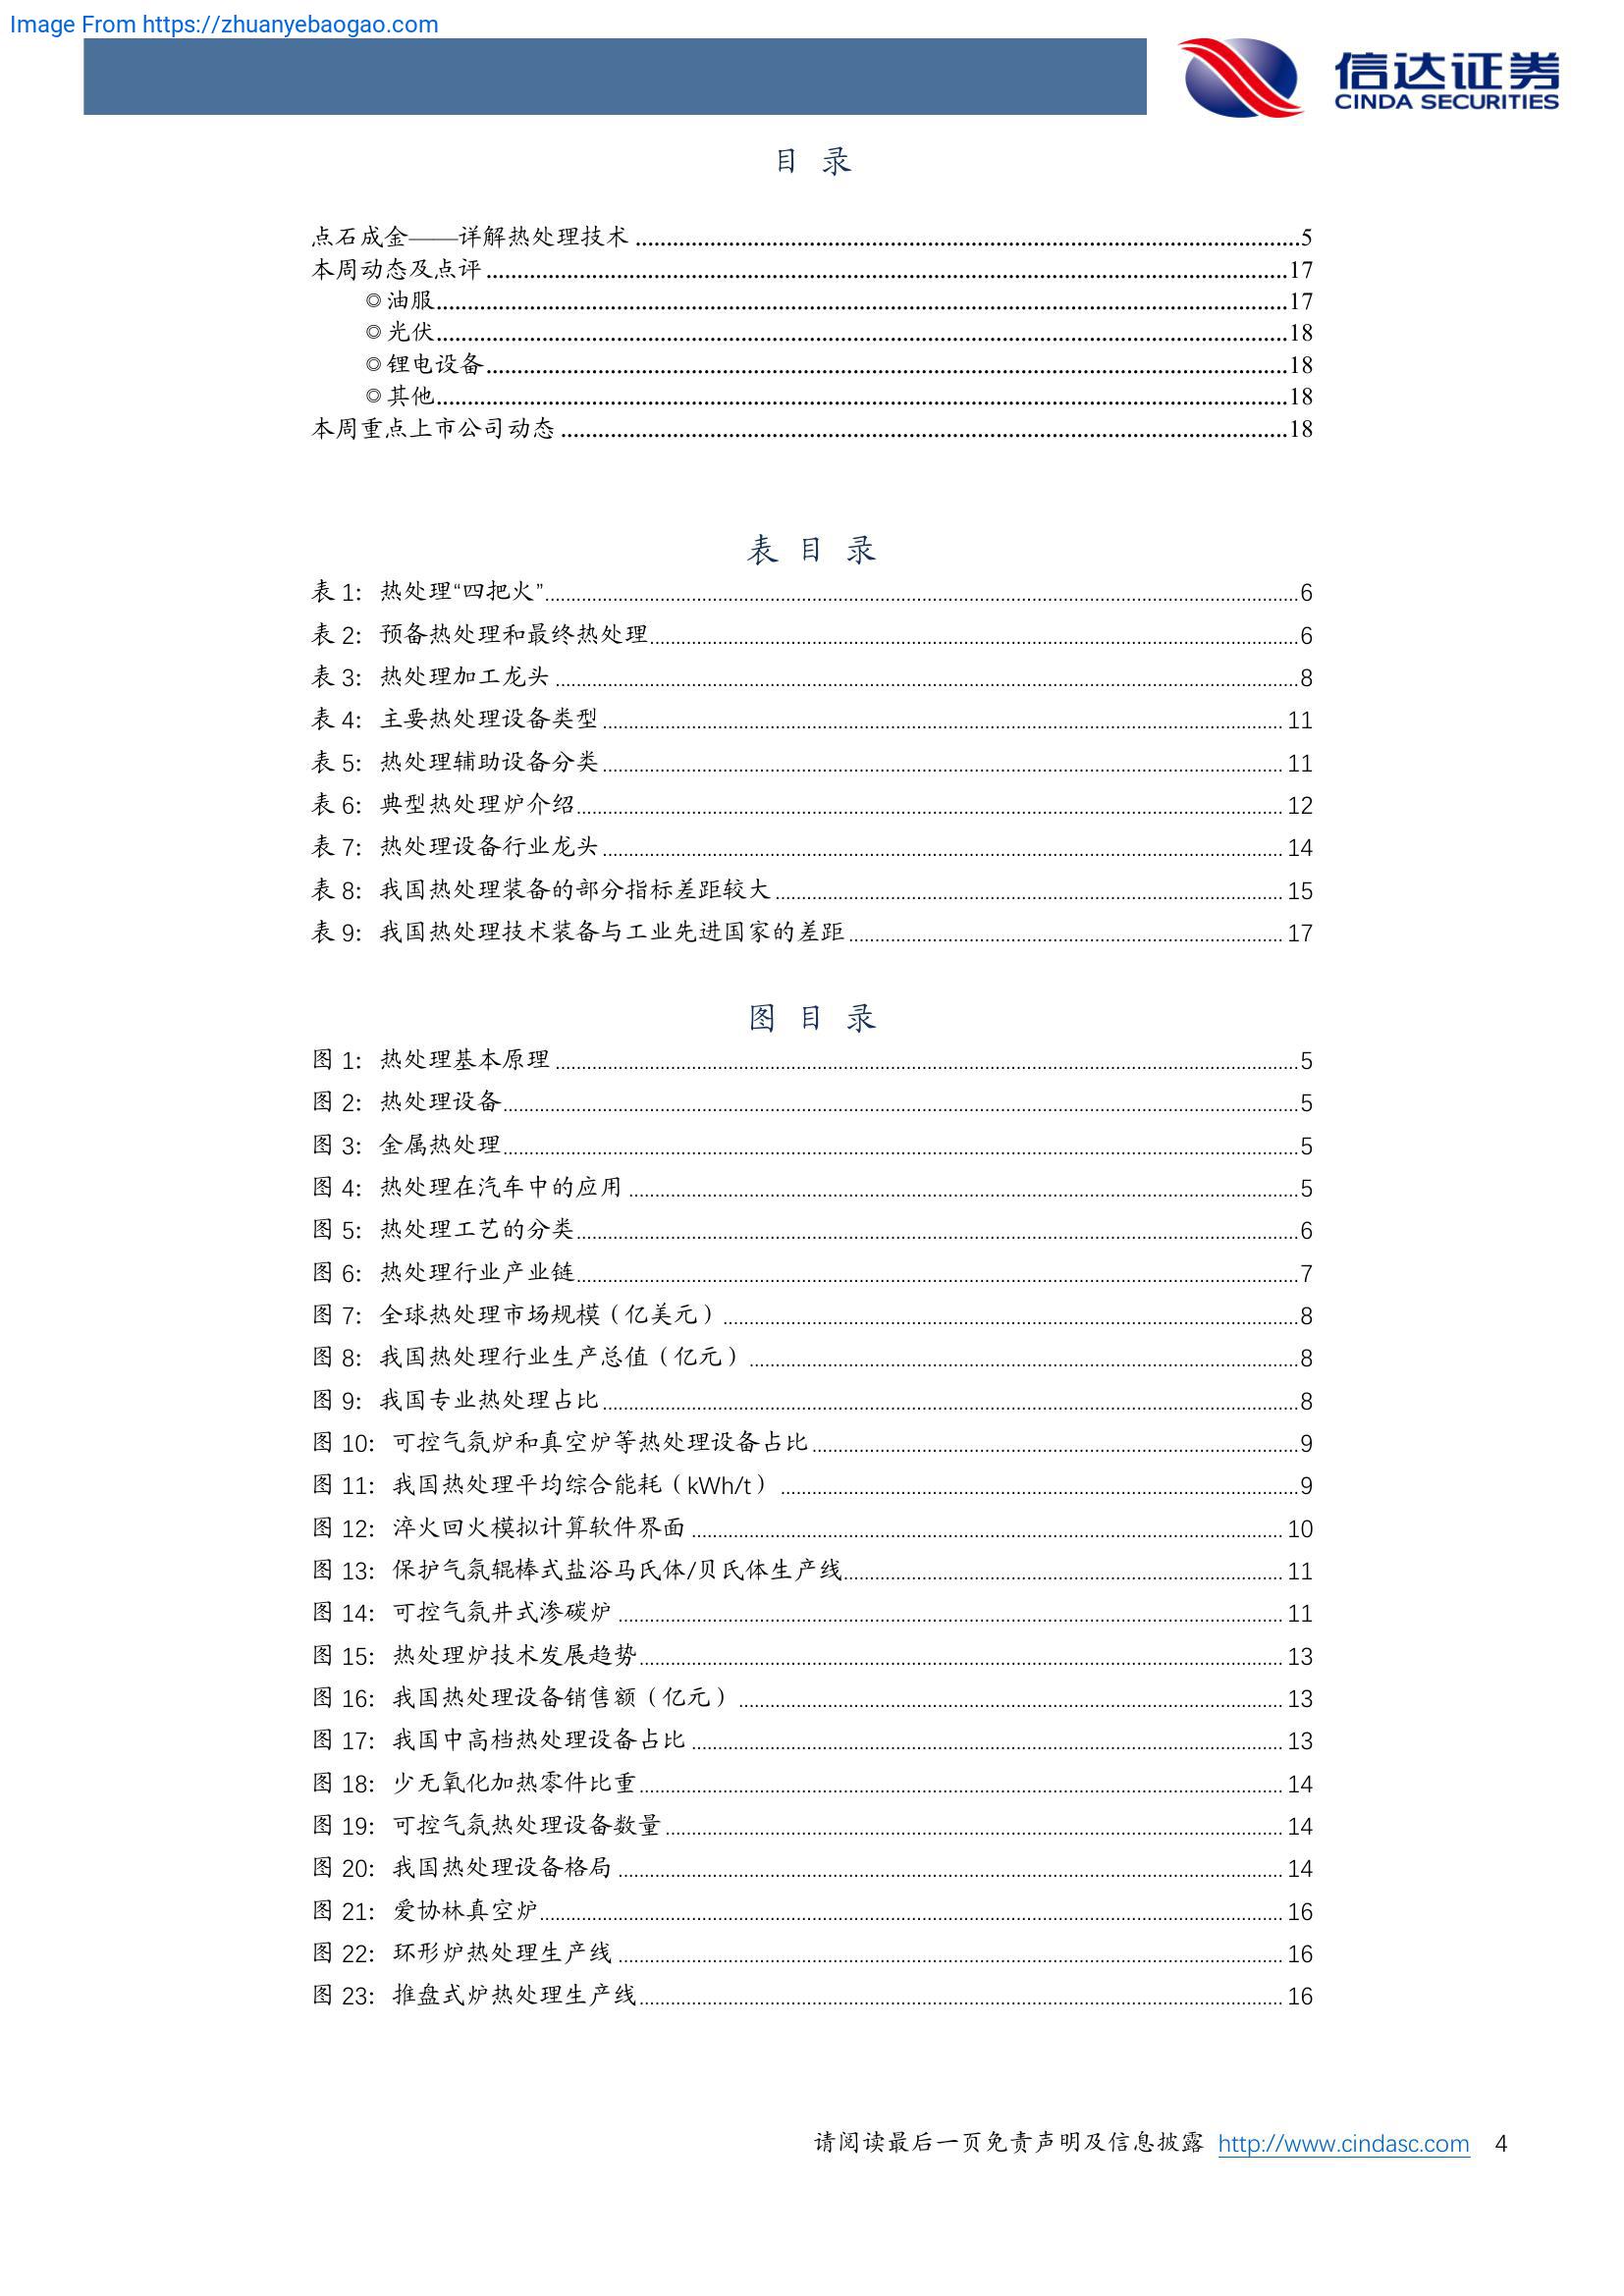 Image From https://zhuanyebaogao.com
信达证券
CINDA SECURITIES
目 录
点石成金——详解热处理技术 ........ 5
本周动态及点评 ........ 17
◎油服 ........ 17
◎光伏 ........ 18
◎锂电设备 ........ 18
◎其他 ........ 18
本周重点上市公司动态 ........ 18
表 目 录
表 1: 热处理“四把火” ........ 6
表 2: 预备热处理和最终热处理 ........ 6
表 3: 热处理加工龙头 ........ 8
表 4: 主要热处理设备类型 ........ 11
表 5: 热处理辅助设备分类 ........ 11
表 6: 典型热处理炉介绍 ........ 12
表 7: 热处理设备行业龙头 ........ 14
表 8: 我国热处理装备的部分指标差距较大 ........ 15
表 9: 我国热处理技术装备与工业先进国家的差距 ........ 17
图 目 录
图 1: 热处理基本原理 ........ 5
图 2: 热处理设备 ........ 5
图 3: 金属热处理 ........ 5
图 4: 热处理在汽车中的应用 ........ 5
图 5: 热处理工艺的分类 ........ 6
图 6: 热处理行业产业链 ........ 7
图 7: 全球热处理市场规模（亿美元） ........ 8
图 8: 我国热处理行业生产总值（亿元） ........ 8
图 9: 我国专业热处理占比 ........ 8
图 10: 可控气氛炉和真空炉等热处理设备占比 ........ 9
图 11: 我国热处理平均综合能耗（kWh/t） ........ 9
图 12: 淬火回火模拟计算软件界面 ........ 10
图 13: 保护气氛辊棒式盐浴马氏体/贝氏体生产线 ........ 11
图 14: 可控气氛井式渗碳炉 ........ 11
图 15: 热处理炉技术发展趋势 ........ 13
图 16: 我国热处理设备销售额（亿元） ........ 13
图 17: 我国中高档热处理设备占比 ........ 13
图 18: 少无氧化加热零件比重 ........ 14
图 19: 可控气氛热处理设备数量 ........ 14
图 20: 我国热处理设备格局 ........ 14
图 21: 爱协林真空炉 ........ 16
图 22: 环形炉热处理生产线 ........ 16
图 23: 推盘式炉热处理生产线 ........ 16
请阅读最后一页免责声明及信息披露 http://www.cindasc.com 4